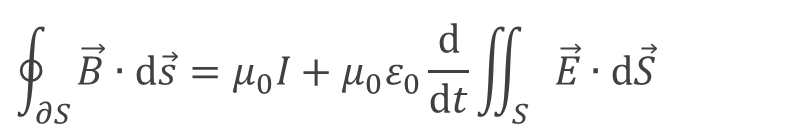 ∮_∂S B⃗ · ds⃗ = μ₀I + μ₀ε₀ d/dt ∬_S E⃗ · dS⃗